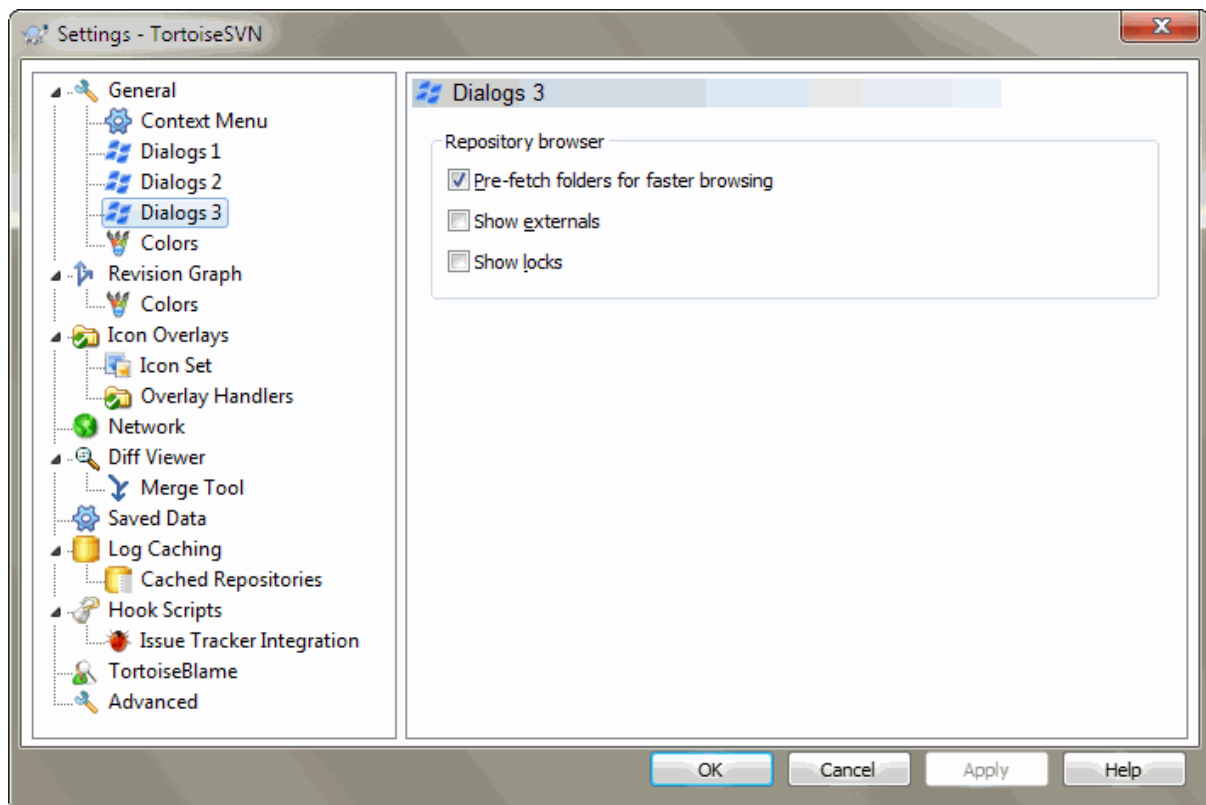 Settings - TortoiseSVN
General
Context Menu
Dialogs 1
Dialogs 2
Dialogs 3
Colors
Revision Graph
Colors
Icon Overlays
Icon Set
Overlay Handlers
Network
Diff Viewer
Merge Tool
Saved Data
Log Caching
Cached Repositories
Hook Scripts
Issue Tracker Integration
TortoiseBlame
Advanced
Dialogs 3
Repository browser
Pre-fetch folders for faster browsing
Show externals
Show locks
OK
Cancel
Apply
Help